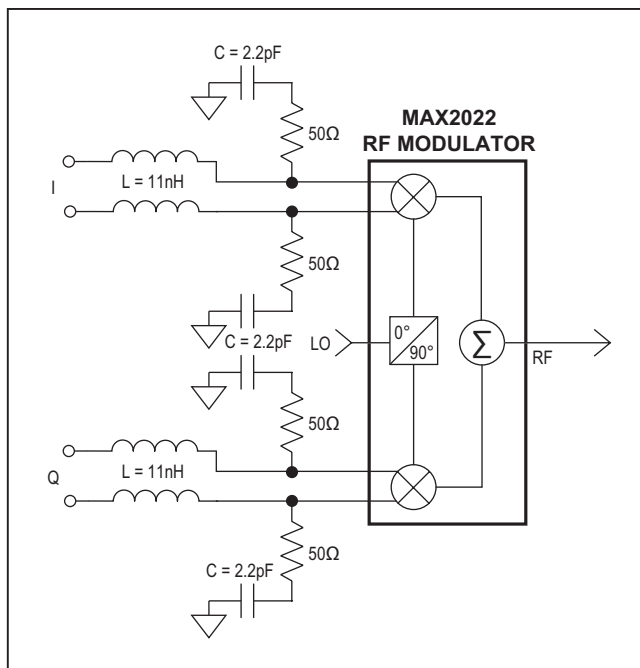 C = 2.2pF
50Ω
MAX2022
RF MODULATOR
L = 11nH
I
50Ω
C = 2.2pF
LO
0°
90°
Σ
RF
50Ω
L = 11nH
Q
50Ω
C = 2.2pF